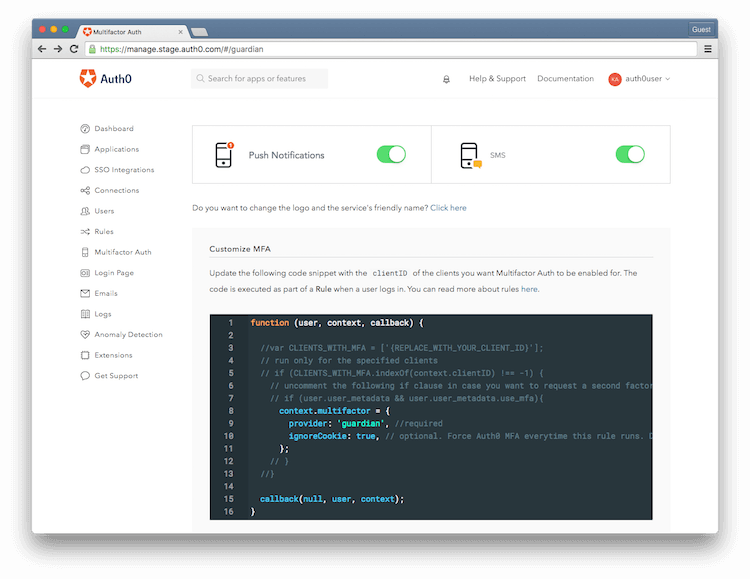 Multifactor Auth
Guest
https://manage.stage.auth0.com/#/guardian
Auth0
Search for apps or features
Help & Support
Documentation
KA
auth0user
Dashboard
Applications
SSO Integrations
Connections
Users
Rules
Multifactor Auth
Login Page
Emails
Logs
Anomaly Detection
Extensions
Get Support
Push Notifications
SMS
Do you want to change the logo and the service's friendly name? Click here
Customize MFA
Update the following code snippet with the clientID of the clients you want Multifactor Auth to be enabled for. The
code is executed as part of a Rule when a user logs in. You can read more about rules here.
1 function (user, context, callback) {
2
3 //var CLIENTS_WITH_MFA = ['{REPLACE_WITH_YOUR_CLIENT_ID}'];
4 // run only for the specified clients
5 // if (CLIENTS_WITH_MFA.indexOf(context.clientID) !== -1) {
6 // uncomment the following if clause in case you want to request a second factor
7 // if (user.user_metadata && user.user_metadata.use_mfa){
8 context.multifactor = {
9 provider: 'guardian', //required
10 ignoreCookie: true, // optional. Force Auth0 MFA everytime this rule runs.
11 };
12 // }
13 //}
14
15 callback(null, user, context);
16 }